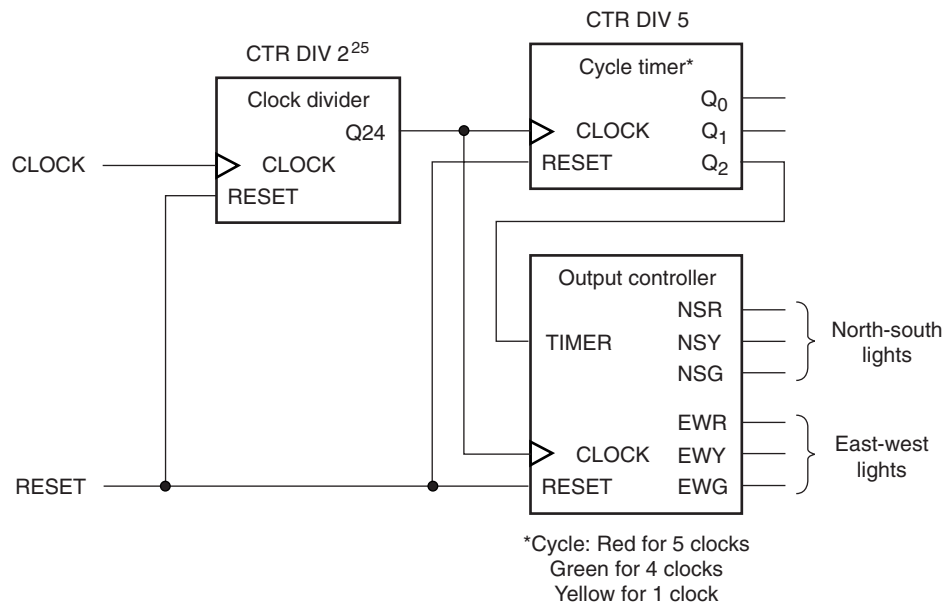 CTR DIV 5
CTR DIV 2²⁵
Cycle timer*
Clock divider
Q₀
Q24
CLOCK
Q₁
CLOCK
CLOCK
RESET
Q₂
RESET
Output controller
NSR
TIMER
NSY
NSG
North-south
lights
EWR
CLOCK
EWY
East-west
lights
RESET
RESET
EWG
*Cycle: Red for 5 clocks
Green for 4 clocks
Yellow for 1 clock